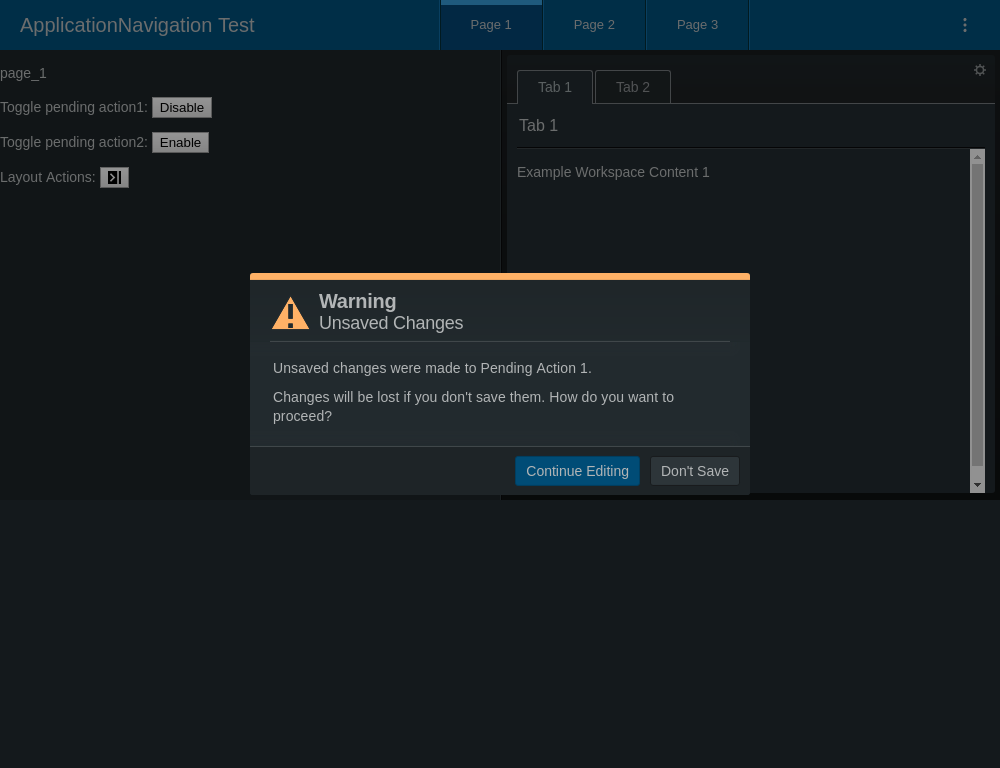 ApplicationNavigation Test
Page 1
Page 2
Page 3
page_1
Toggle pending action1: Disable
Toggle pending action2: Enable
Layout Actions:
Tab 1
Tab 2
Tab 1
Example Workspace Content 1
Warning
Unsaved Changes
Unsaved changes were made to Pending Action 1.
Changes will be lost if you don't save them. How do you want to
proceed?
Continue Editing
Don't Save